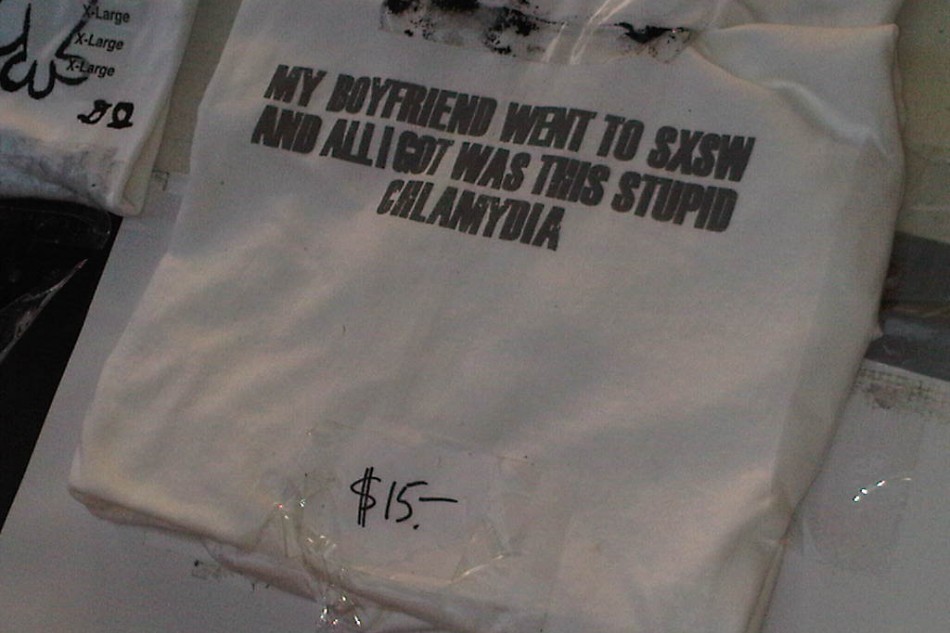 X-Large
X-Large
X-Large
MY BOYFRIEND WENT TO SXSW
AND ALL I GOT WAS THIS STUPID
CHLAMYDIA
$15.-